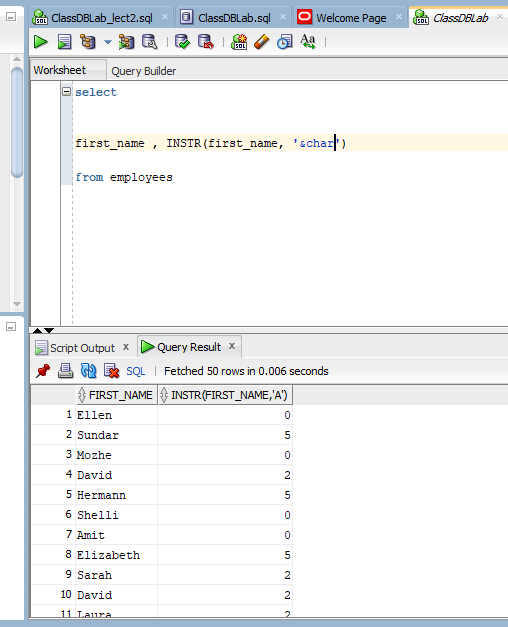 ClassDBLab_lect2.sql × ClassDBLab.sql × Welcome Page × ClassDBLab ×
SQL Aa
Worksheet Query Builder
select
first_name , INSTR(first_name, '&char')
from employees
Script Output × Query Result ×
SQL | Fetched 50 rows in 0.006 seconds
FIRST_NAME INSTR(FIRST_NAME,'A')
1 Ellen 0
2 Sundar 5
3 Mozhe 0
4 David 2
5 Hermann 5
6 Shelli 0
7 Amit 0
8 Elizabeth 5
9 Sarah 2
10 David 2
11 Laura 2